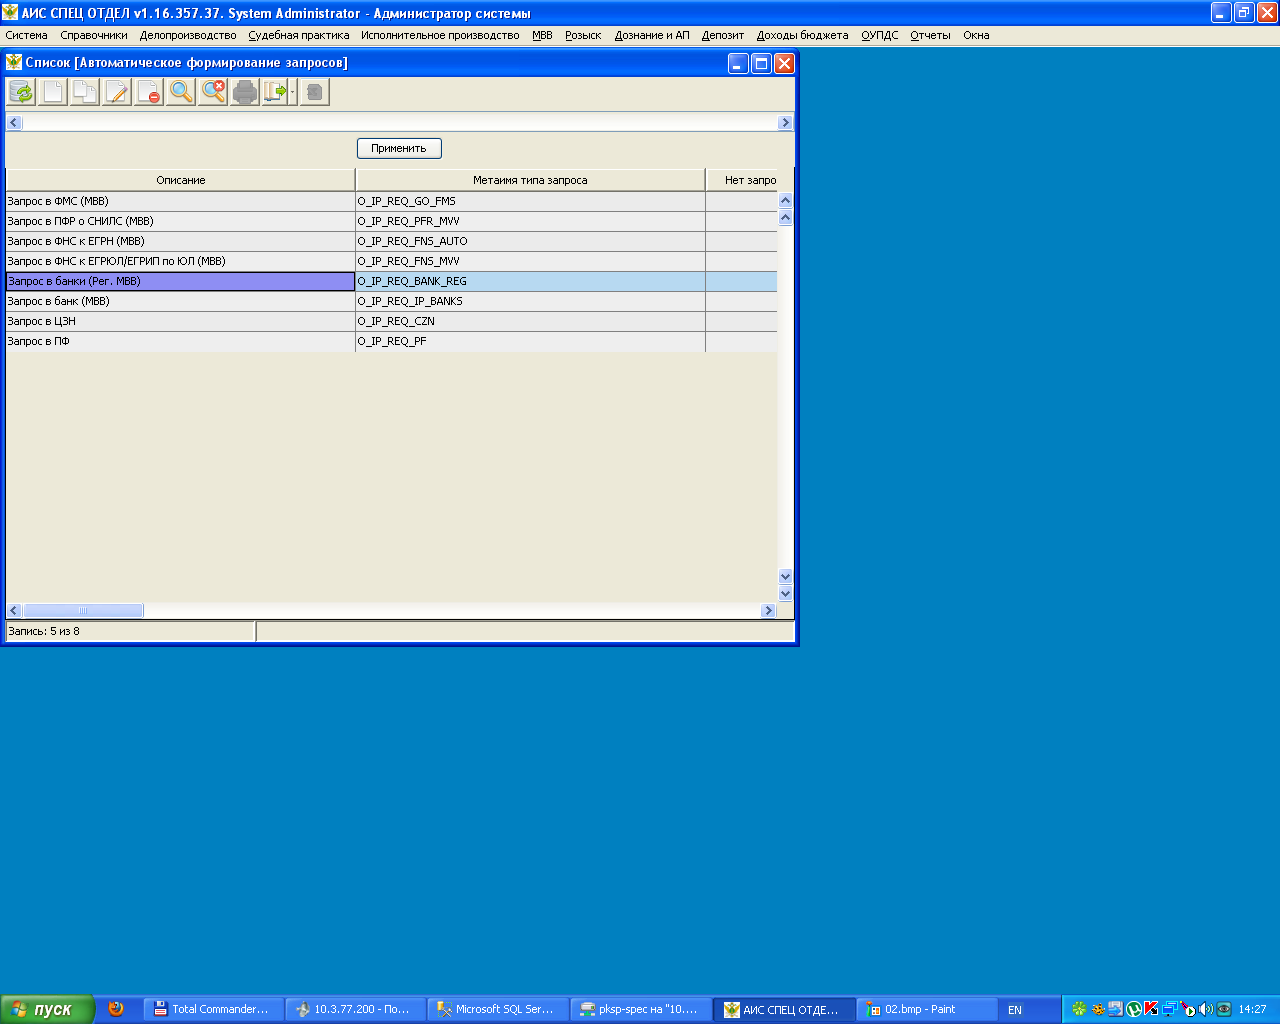 АИС СПЕЦ ОТДЕЛ v1.16.357.37. System Administrator - Администратор системы
Система Справочники Делопроизводство Судебная практика Исполнительное производство МВВ Розыск Дознание и АП Депозит Доходы бюджета ОУПДС Отчеты Окна
Список [Автоматическое формирование запросов]
Применить
Описание Метаимя типа запроса Нет запро
Запрос в ФМС (МВВ) O_IP_REQ_GO_FMS
Запрос в ПФР о СНИЛС (МВВ) O_IP_REQ_PFR_MVV
Запрос в ФНС к ЕГРН (МВВ) O_IP_REQ_FNS_AUTO
Запрос в ФНС к ЕГРЮЛ/ЕГРИП по ЮЛ (МВВ) O_IP_REQ_FNS_MVV
Запрос в банки (Рег. МВВ) O_IP_REQ_BANK_REG
Запрос в банк (МВВ) O_IP_REQ_IP_BANKS
Запрос в ЦЗН O_IP_REQ_CZN
Запрос в ПФ O_IP_REQ_PF
Запись: 5 из 8
пуск Total Commander... 10.3.77.200 - По... Microsoft SQL Ser... pksp-spec на "10.... АИС СПЕЦ ОТДЕ... 02.bmp - Paint EN 14:27